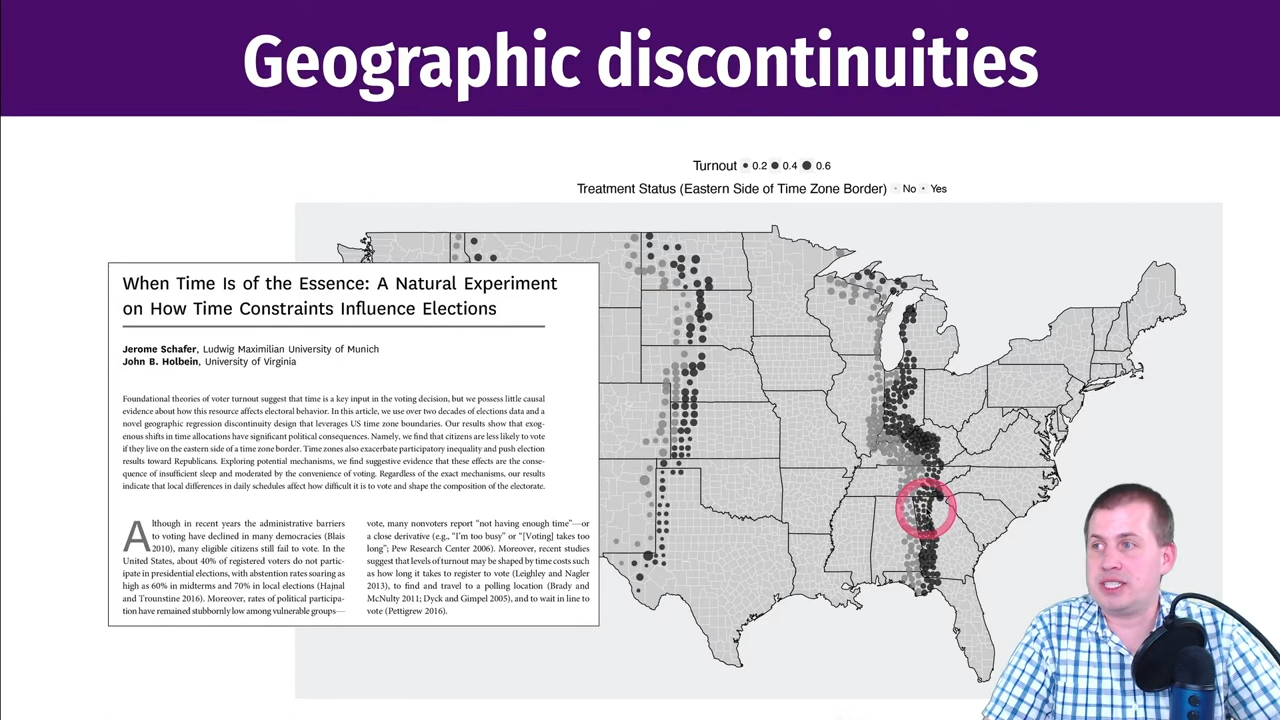 Geographic discontinuities
Turnout 0.2 0.4 0.6
Treatment Status (Eastern Side of Time Zone Border) No Yes
When Time Is of the Essence: A Natural Experiment
on How Time Constraints Influence Elections
Jerome Schafer, Ludwig Maximilian University of Munich
John B. Holbein, University of Virginia
Foundational theories of voter turnout suggest that time is a key input in the voting decision, but we possess little causal
evidence about how this resource affects electoral behavior. In this article, we use over two decades of elections data and a
novel geographic regression discontinuity design that leverages US time zone boundaries. Our results show that exog-
enous shifts in time allocations have significant political consequences. Namely, we find that citizens are less likely to vote
if they live on the eastern side of a time zone border. Time zones also exacerbate participatory inequality and push election
results toward Republicans. Exploring potential mechanisms, we find suggestive evidence that these effects are the conse-
quence of insufficient sleep and moderated by the convenience of voting. Regardless of the exact mechanisms, our results
indicate that local differences in daily schedules affect how difficult it is to vote and shape the composition of the electorate.
Although in recent years the administrative barriers
to voting have declined in many democracies (Blais
2010), many eligible citizens still fail to vote. In the
United States, about 40% of registered voters do not partic-
ipate in presidential elections, with abstention rates soaring as
high as 60% in midterms and 70% in local elections (Hajnal
and Trounstine 2016). Moreover, rates of political participa-
tion have remained stubbornly low among vulnerable groups—
vote, many nonvoters report “not having enough time”—or
a close derivative (e.g., “I’m too busy” or “[Voting] takes too
long”; Pew Research Center 2006). Moreover, recent studies
suggest that levels of turnout may be shaped by time costs such
as how long it takes to register to vote (Leighley and Nagler
2013), to find and travel to a polling location (Brady and
McNulty 2011; Dyck and Gimpel 2005), and to wait in line to
vote (Pettigrew 2016).